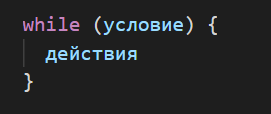 while (условие) {
действия
}